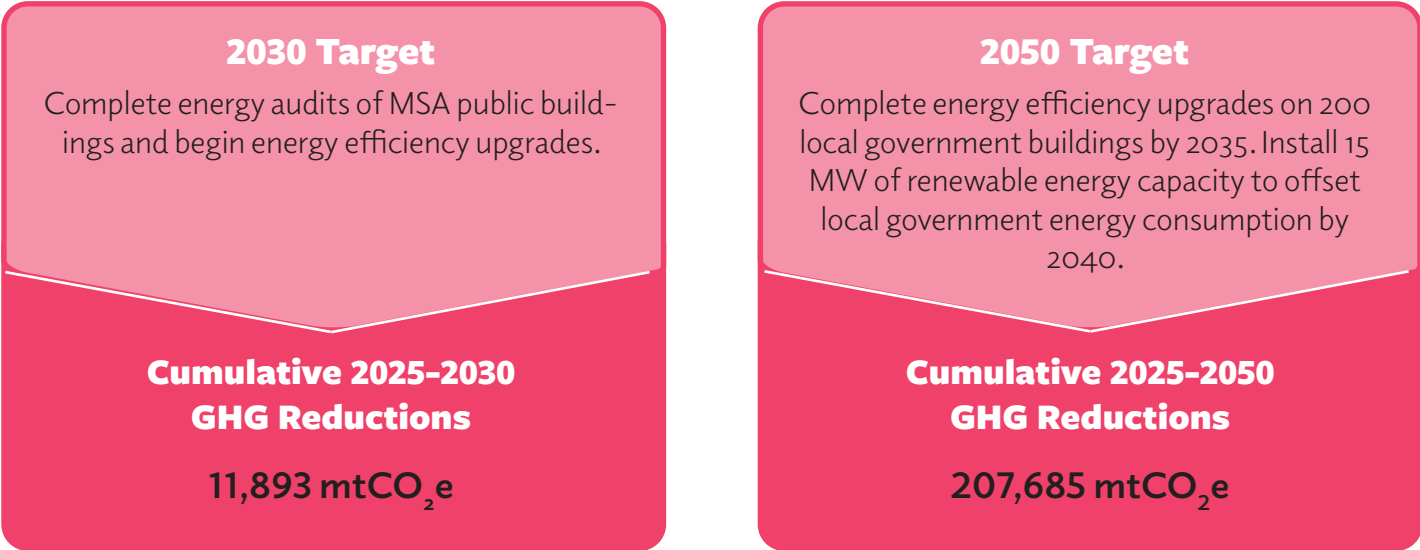 2030 Target
Complete energy audits of MSA public build-
ings and begin energy efficiency upgrades.
Cumulative 2025–2030
GHG Reductions
11,893 mtCO₂e
2050 Target
Complete energy efficiency upgrades on 200
local government buildings by 2035. Install 15
MW of renewable energy capacity to offset
local government energy consumption by
2040.
Cumulative 2025–2050
GHG Reductions
207,685 mtCO₂e